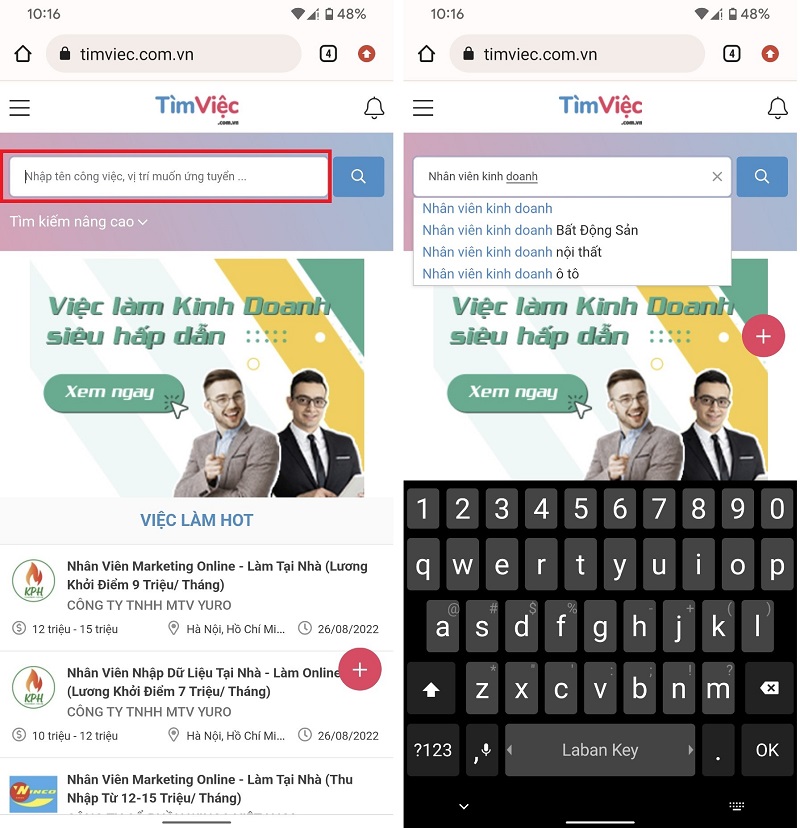 10:16
48%
timviec.com.vn
4
TìmViệc
.com.vn
Nhập tên công việc, vị trí muốn ứng tuyển ...
Tìm kiếm nâng cao
Việc làm Kinh Doanh
siêu hấp dẫn
Xem ngay
VIỆC LÀM HOT
KPH
Nhân Viên Marketing Online - Làm Tại Nhà (Lương
Khởi Điểm 9 Triệu/ Tháng)
CÔNG TY TNHH MTV YURO
12 triệu - 15 triệu
Hà Nội, Hồ Chí Mi...
26/08/2022
KPH
Nhân Viên Nhập Dữ Liệu Tại Nhà - Làm Online
(Lương Khởi Điểm 7 Triệu/ Tháng)
CÔNG TY TNHH MTV YURO
10 triệu - 12 triệu
Hà Nội, Hồ Chí Mi...
26/08/2022
WINCO
Nhân Viên Marketing Online - Làm Tại Nhà (Thu
Nhập Từ 12-15 Triệu/ Tháng)
10:16
48%
timviec.com.vn
4
TìmViệc
.com.vn
Nhân viên kinh doanh
Nhân viên kinh doanh
Nhân viên kinh doanh Bất Động Sản
Nhân viên kinh doanh nội thất
Nhân viên kinh doanh ô tô
Việc làm Kinh Doanh
siêu hấp dẫn
Xem ngay
1 2 3 4 5 6 7 8 9 0
q w e r t y u i o p
@ # $ % - + ( )
a s d f g h j k l
* " ' : ; ! ?
z x c v b n m
?123 , Laban Key . OK